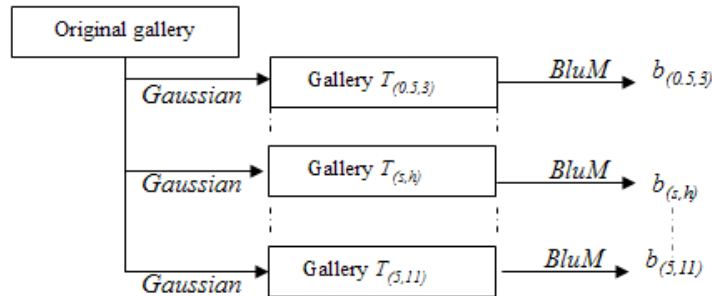 Original gallery
Gaussian
Gallery T(0.5,3)
BluM
b(0.5,3)
Gaussian
Gallery T(s,h)
BluM
b(s,h)
Gaussian
Gallery T(5,11)
BluM
b(5,11)